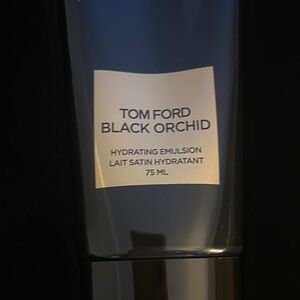 TOM FORD
BLACK ORCHID
HYDRATING EMULSION
LAIT SATIN HYDRATANT
75 ML